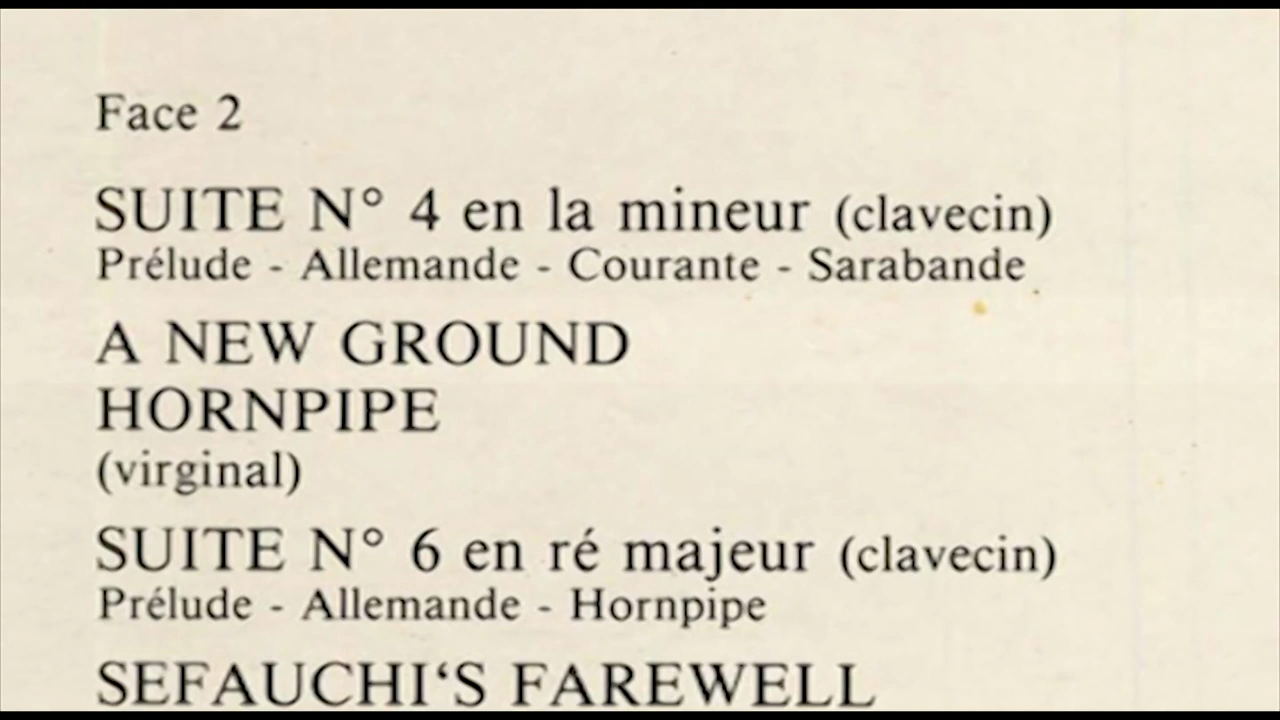 Face 2
SUITE N° 4 en la mineur (clavecin)
Prélude - Allemande - Courante - Sarabande
A NEW GROUND
HORNPIPE
(virginal)
SUITE N° 6 en ré majeur (clavecin)
Prélude - Allemande - Hornpipe
SEFAUCHI‘S FAREWELL